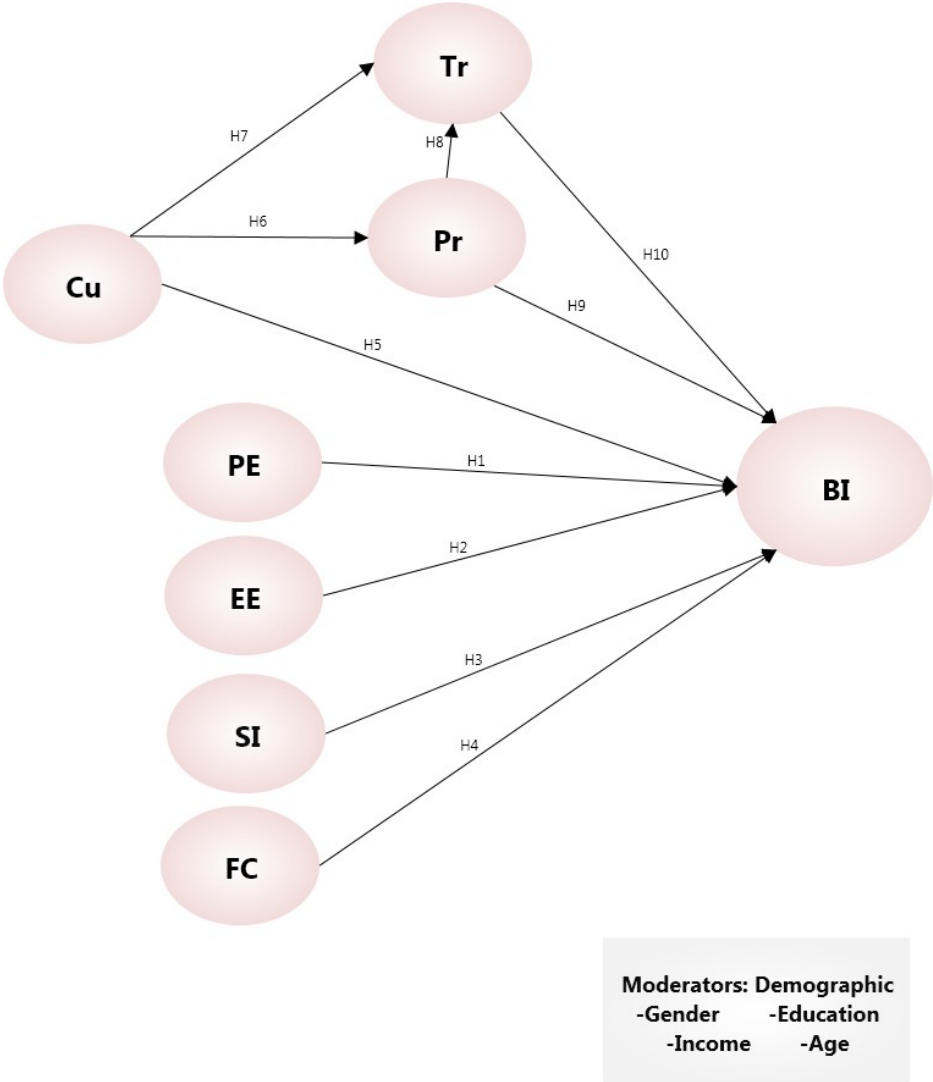 Tr
H7
H8
H6
Pr
Cu
H10
H9
H5
PE
H1
BI
H2
EE
H3
SI
H4
FC
Moderators: Demographic
-Gender -Education
-Income -Age